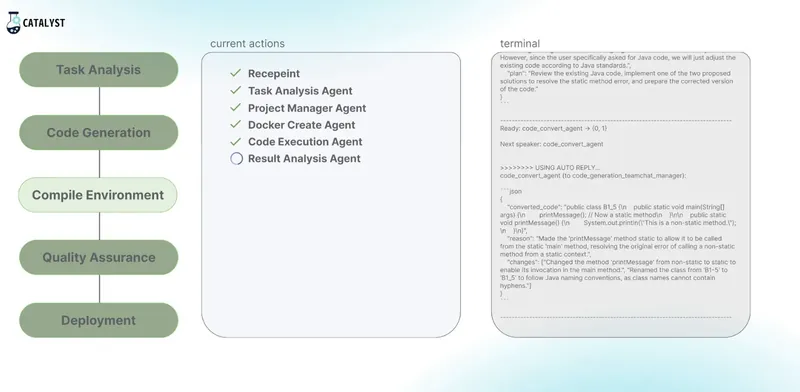 CATALYST
current actions
terminal
Task Analysis
Code Generation
Compile Environment
Quality Assurance
Deployment
Recepeint
Task Analysis Agent
Project Manager Agent
Docker Create Agent
Code Execution Agent
Result Analysis Agent
However, since the user specifically asked for Java code, we will just adjust the
existing code according to Java standards.",
"plan": "Review the existing Java code, implement one of the two proposed
solutions to resolve the static method error, and prepare the corrected version
of the code."
}
```
--------------------------------------------------------------------------------
Ready: code_convert_agent -> {0, 1}
Next speaker: code_convert_agent
>>>>>>>> USING AUTO REPLY...
code_convert_agent (to code_generation_teamchat_manager):
```json
{
"converted_code": "public class B1_5 {\n    public static void main(String[]
args) {\n        printMessage(); // Now a static method\n    }\n\n    public static
void printMessage() {\n        System.out.println(\"This is a non-static method.\");
\n    }\n}",
"reason": "Made the 'printMessage' method static to allow it to be called
from the static 'main' method, resolving the original error of calling a non-static
method from a static context.",
"changes": ["Changed the method 'printMessage' from non-static to static to
enable its invocation in the main method.", "Renamed the class from 'B1-5' to
'B1_5' to follow Java naming conventions, as class names cannot contain
hyphens."]
}
```
--------------------------------------------------------------------------------